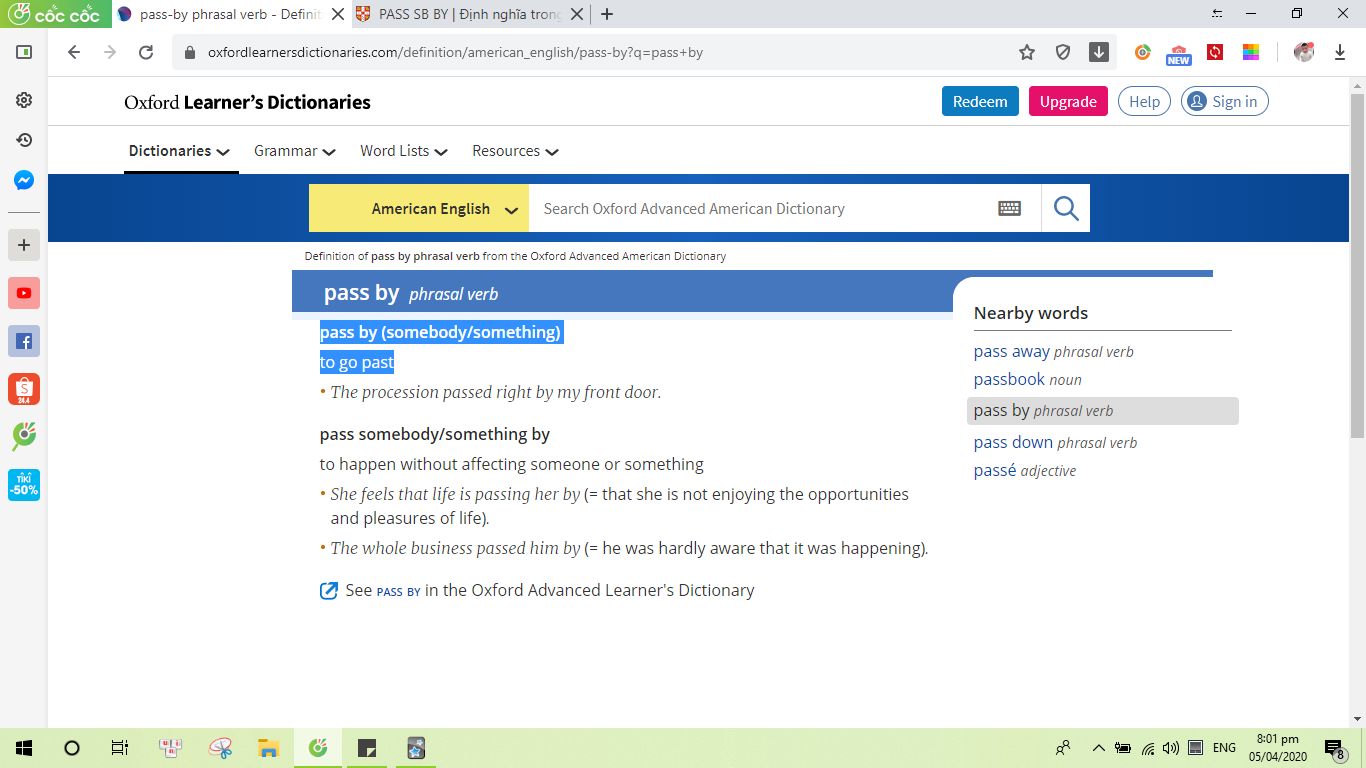 cốc cốc
pass-by phrasal verb - Definit
PASS SB BY | Định nghĩa trong
oxfordlearnersdictionaries.com/definition/american_english/pass-by?q=pass+by
NEW
Oxford Learner's Dictionaries
Redeem
Upgrade
Help
Sign in
Dictionaries
Grammar
Word Lists
Resources
American English
Search Oxford Advanced American Dictionary
Definition of pass by phrasal verb from the Oxford Advanced American Dictionary
pass by phrasal verb
pass by (somebody/something)
to go past
• The procession passed right by my front door.
pass somebody/something by
to happen without affecting someone or something
• She feels that life is passing her by (= that she is not enjoying the opportunities
and pleasures of life).
• The whole business passed him by (= he was hardly aware that it was happening).
See PASS BY in the Oxford Advanced Learner's Dictionary
Nearby words
pass away phrasal verb
passbook noun
pass by phrasal verb
pass down phrasal verb
passé adjective
24.4
TIKI
-50%
ENG
8:01 pm
05/04/2020
8